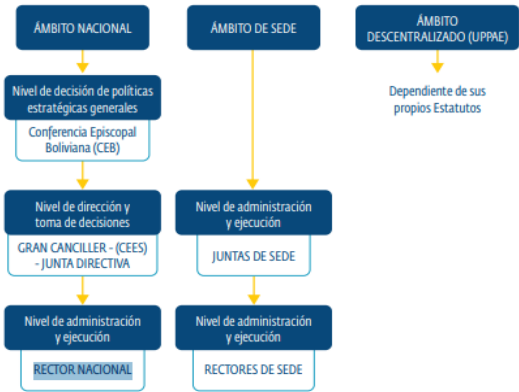 ÁMBITO NACIONAL
Nivel de decisión de políticas
estratégicas generales
Conferencia Episcopal
Boliviana (CEB)
Nivel de dirección y
toma de decisiones
GRAN CANCILLER - (CEES)
- JUNTA DIRECTIVA
Nivel de administración
y ejecución
RECTOR NACIONAL
ÁMBITO DE SEDE
Nivel de administración
y ejecución
JUNTAS DE SEDE
Nivel de administración
y ejecución
RECTORES DE SEDE
ÁMBITO
DESCENTRALIZADO (UPPAE)
Dependiente de sus
propios Estatutos